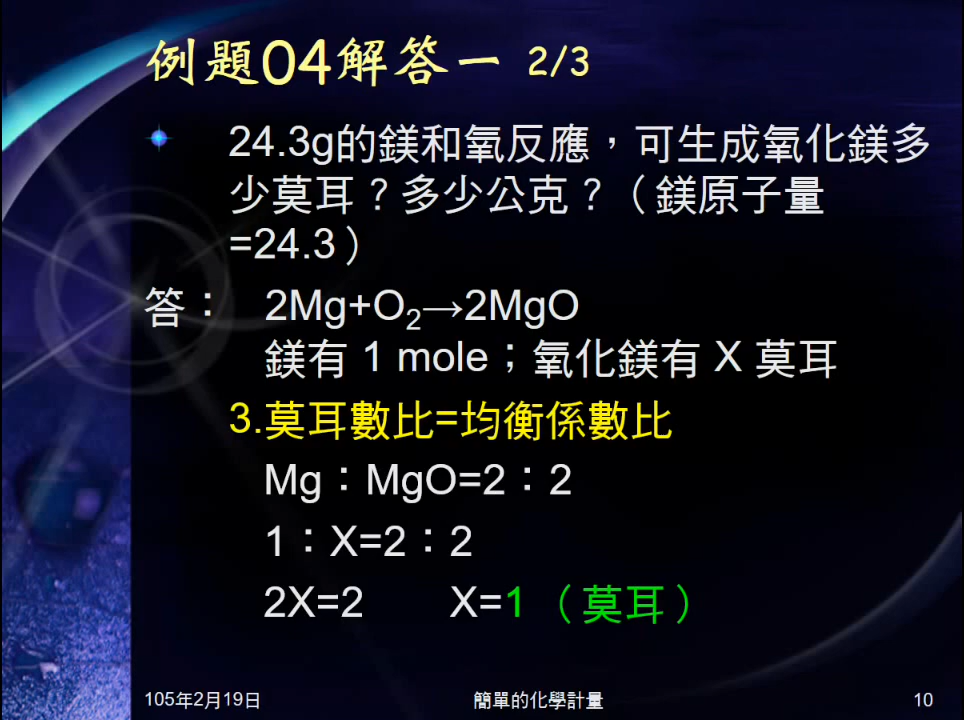 例題04解答一 2/3
24.3g的鎂和氧反應，可生成氧化鎂多
少莫耳？多少公克？（鎂原子量
=24.3）
答： 2Mg+O₂→2MgO
鎂有 1 mole；氧化鎂有 X 莫耳
3.莫耳數比=均衡係數比
Mg：MgO=2：2
1：X=2：2
2X=2 X=1（莫耳）
105年2月19日 簡單的化學計量 10